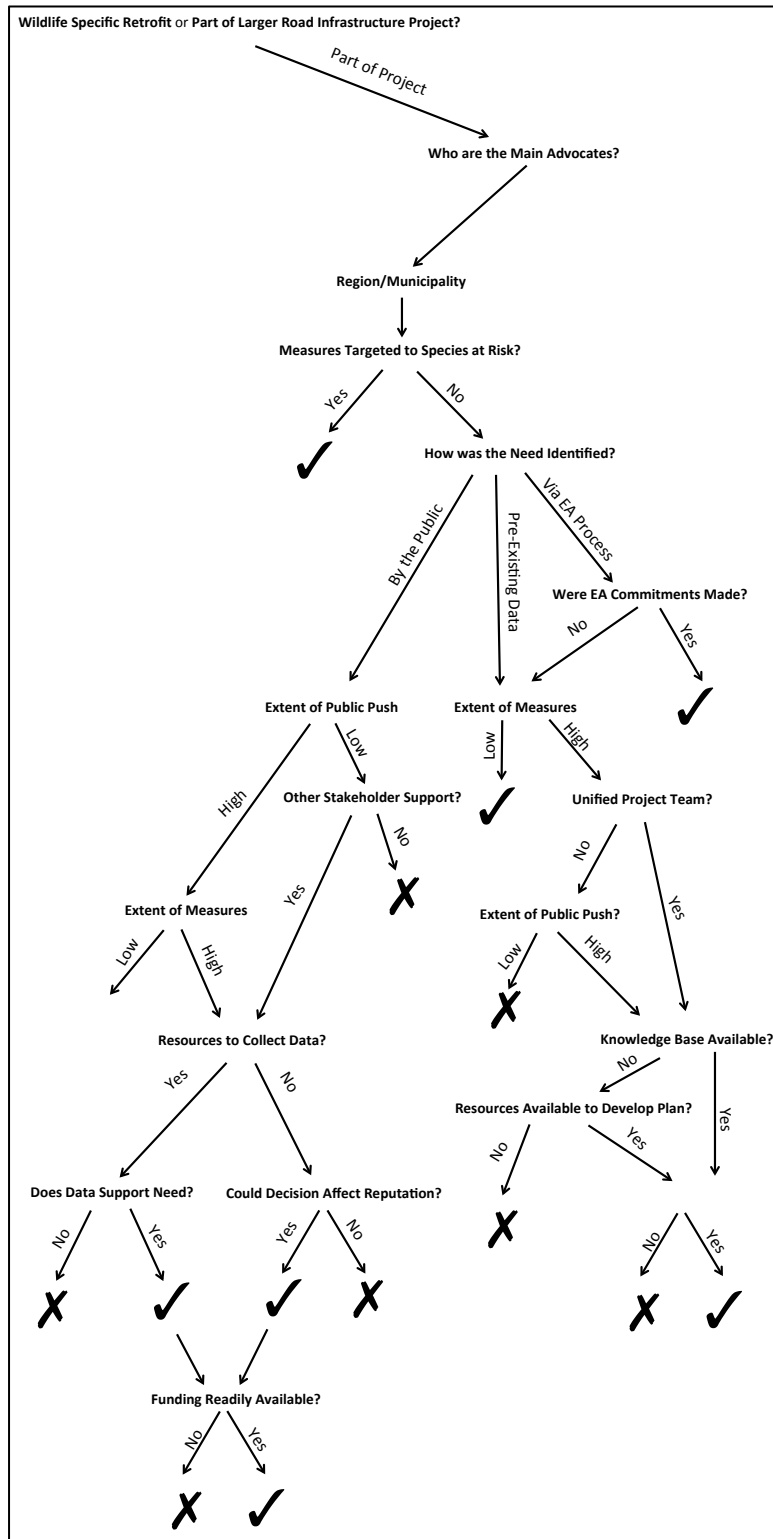 Wildlife Specific Retrofit or Part of Larger Road Infrastructure Project?
Part of Project
Who are the Main Advocates?
Region/Municipality
Measures Targeted to Species at Risk?
Yes
No
How was the Need Identified?
By the Public
Pre-Existing Data
Via EA Process
Were EA Commitments Made?
No
Yes
Extent of Public Push
Extent of Measures
Low
Low
High
High
Other Stakeholder Support?
Unified Project Team?
No
No
Yes
Yes
Extent of Measures
Extent of Public Push?
Low
High
Low
High
Resources to Collect Data?
Knowledge Base Available?
Yes
No
No
Yes
Resources Available to Develop Plan?
No
Yes
Does Data Support Need?
Could Decision Affect Reputation?
No
Yes
Yes
No
No
Yes
Funding Readily Available?
No
Yes